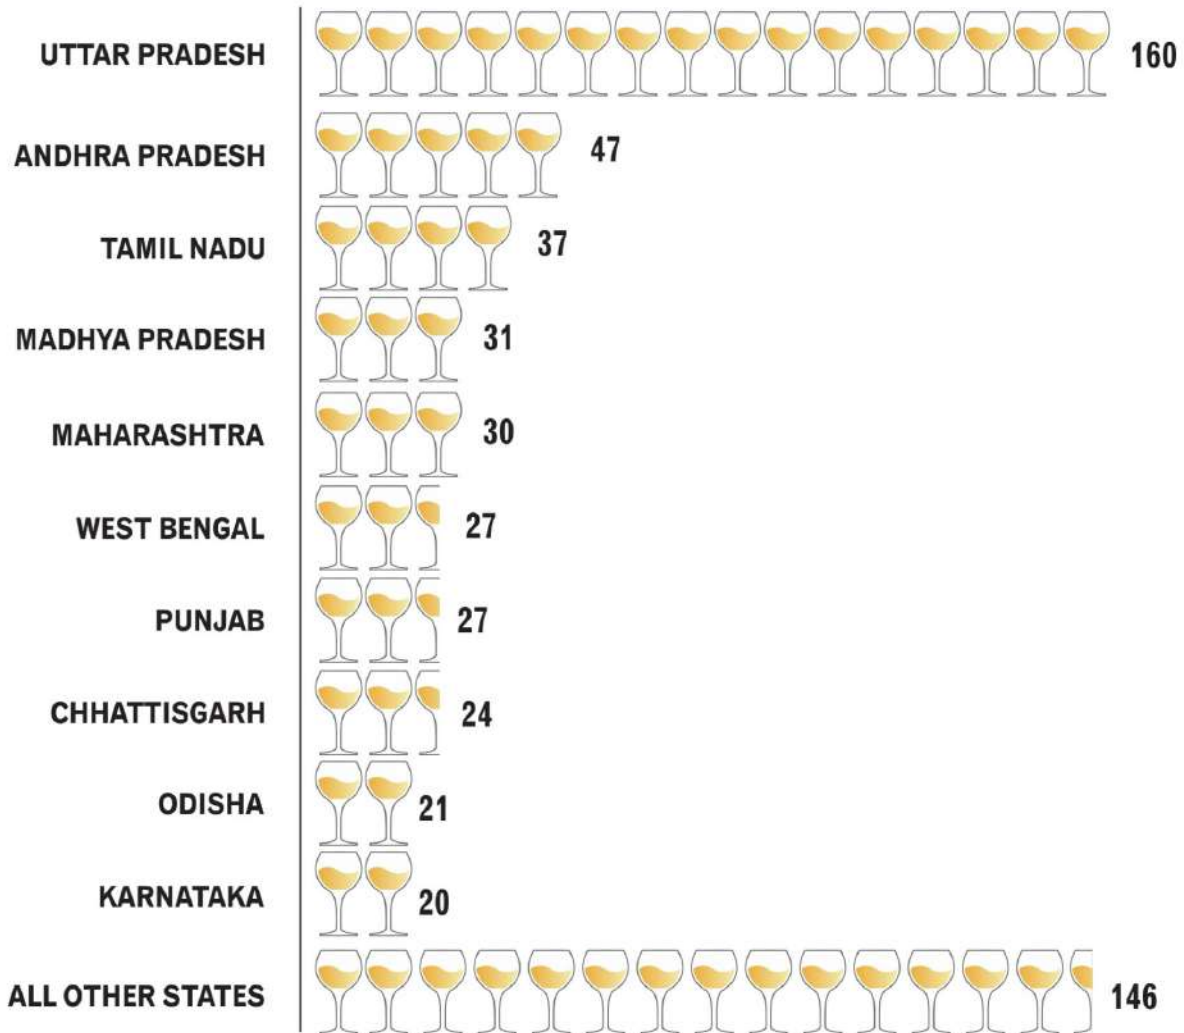 UTTAR PRADESH 160
ANDHRA PRADESH 47
TAMIL NADU 37
MADHYA PRADESH 31
MAHARASHTRA 30
WEST BENGAL 27
PUNJAB 27
CHHATTISGARH 24
ODISHA 21
KARNATAKA 20
ALL OTHER STATES 146